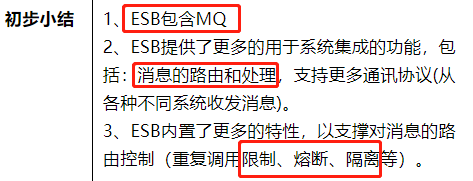 初步小结
1、ESB包含MQ
2、ESB提供了更多的用于系统集成的功能，包
括：消息的路由和处理，支持更多通讯协议(从
各种不同系统收发消息)。
3、ESB内置了更多的特性，以支撑对消息的路
由控制（重复调用限制、熔断、隔离等）。